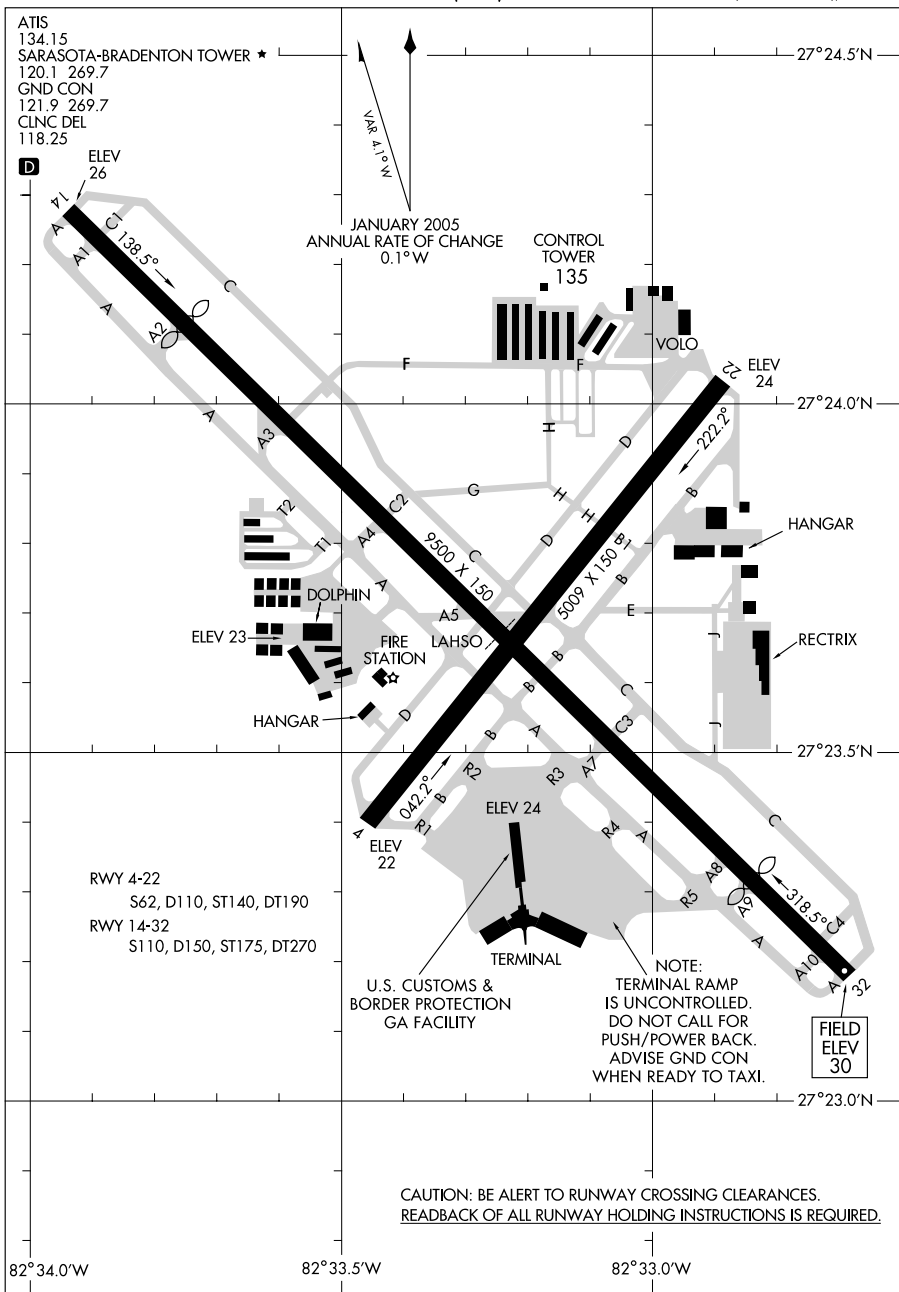 ATIS
134.15
SARASOTA-BRADENTON TOWER ★
120.1 269.7
GND CON
121.9 269.7
CLNC DEL
118.25
D
VAR 4.1° W
JANUARY 2005
ANNUAL RATE OF CHANGE
0.1° W
27°24.5'N
ELEV
26
14
A
A1
C1
138.5°
A
A2
C
CONTROL
TOWER
135
VOLO
F
F
22
ELEV
24
27°24.0'N
A
A3
H
D
222.2°
T2
T1
A4
C2
G
H
H
B
B1
D
C
9500 X 150
5009 X 150
B
HANGAR
A
DOLPHIN
ELEV 23
A5
LAHSO
E
J
RECTRIX
FIRE
STATION
HANGAR
D
B
B
B
A
C
C3
J
27°23.5'N
042.2°
R2
R3
A7
4
B
R1
ELEV
22
ELEV 24
R4
A
C
A8
R5
A9
318.5°
C4
A
A10
A
32
RWY 4-22
S62, D110, ST140, DT190
RWY 14-32
S110, D150, ST175, DT270
TERMINAL
U.S. CUSTOMS &
BORDER PROTECTION
GA FACILITY
NOTE:
TERMINAL RAMP
IS UNCONTROLLED.
DO NOT CALL FOR
PUSH/POWER BACK.
ADVISE GND CON
WHEN READY TO TAXI.
FIELD
ELEV
30
27°23.0'N
CAUTION: BE ALERT TO RUNWAY CROSSING CLEARANCES.
READBACK OF ALL RUNWAY HOLDING INSTRUCTIONS IS REQUIRED.
82°34.0'W
82°33.5'W
82°33.0'W